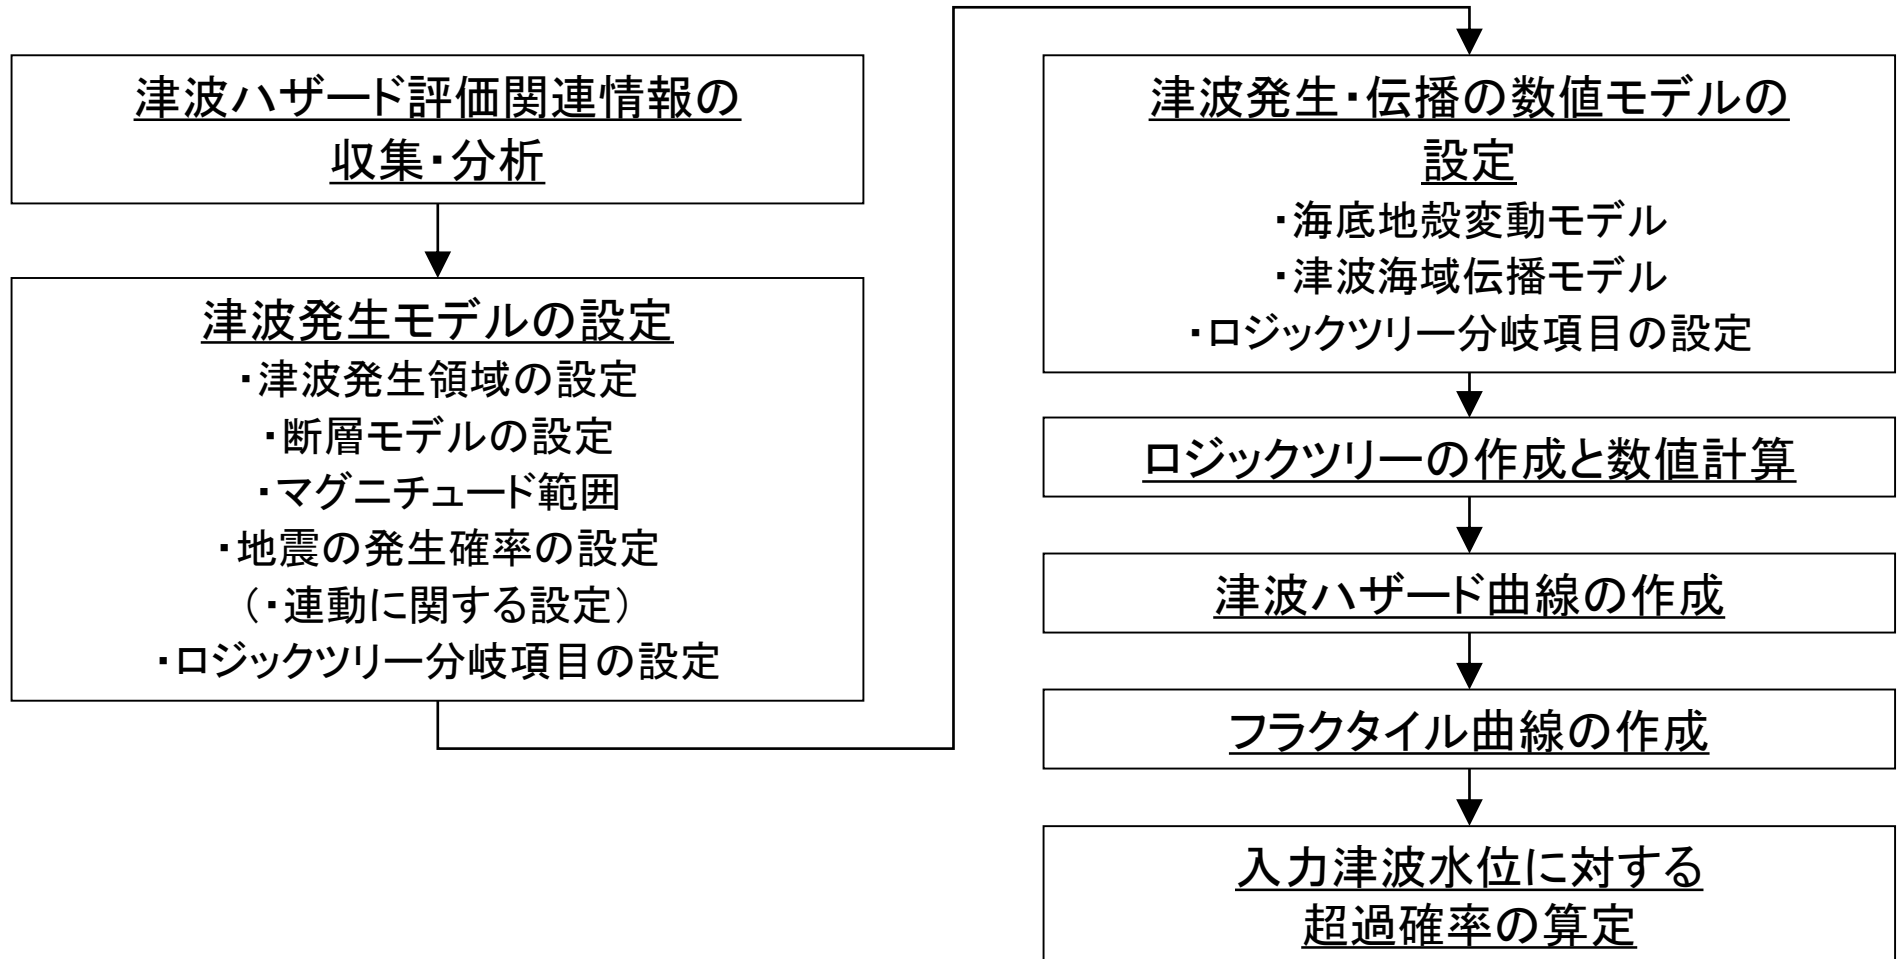 津波ハザード評価関連情報の
収集・分析
津波発生モデルの設定
・津波発生領域の設定
・断層モデルの設定
・マグニチュード範囲
・地震の発生確率の設定
（・連動に関する設定）
・ロジックツリー分岐項目の設定
津波発生・伝播の数値モデルの
設定
・海底地殻変動モデル
・津波海域伝播モデル
・ロジックツリー分岐項目の設定
ロジックツリーの作成と数値計算
津波ハザード曲線の作成
フラクタイル曲線の作成
入力津波水位に対する
超過確率の算定